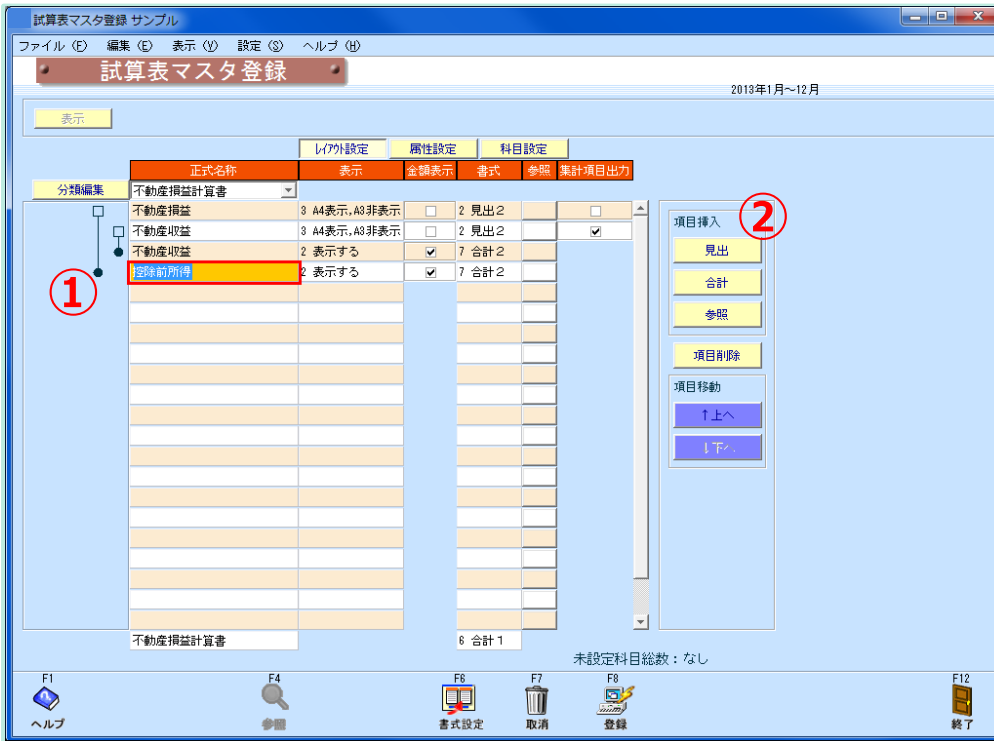 試算表マスタ登録 サンプル
ファイル (F) 編集 (E) 表示 (V) 設定 (S) ヘルプ (H)
試算表マスタ登録
2013年1月～12月
表示
レイアウト設定 属性設定 科目設定
正式名称 表示 金額表示 書式 参照 集計項目出力
分類編集 不動産損益計算書
不動産損益 3 A4表示,A3非表示 2 見出2
不動産収益 3 A4表示,A3非表示 2 見出2
不動産収益 2 表示する 7 合計2
控除前所得 2 表示する 7 合計2
①
不動産損益計算書 6 合計1
項目挿入 ②
見出
合計
参照
項目削除
項目移動
↑上へ
↓下へ
未設定科目総数：なし
F1 F4 F6 F7 F8 F12
ヘルプ 参照 書式設定 取消 登録 終了